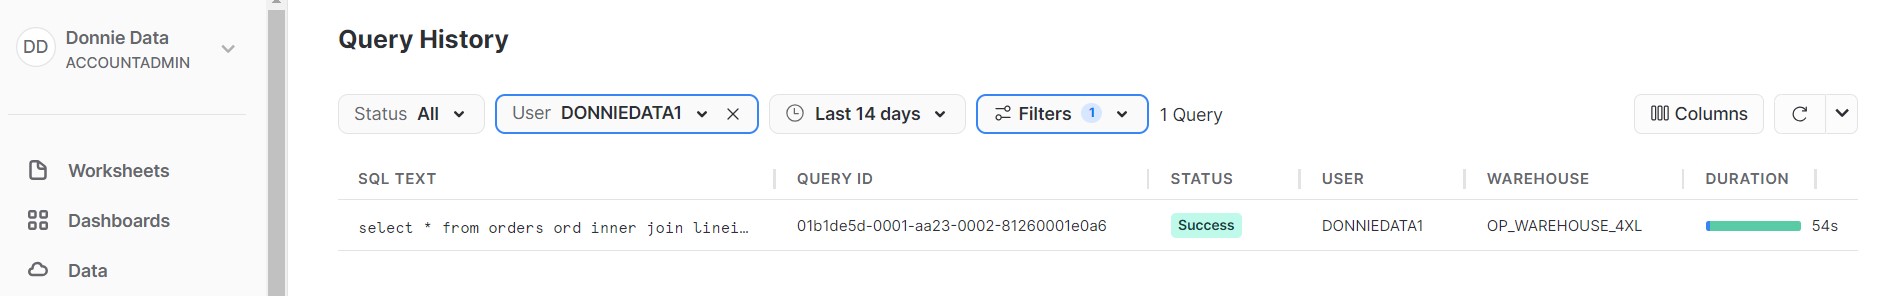 DD
Donnie Data
ACCOUNTADMIN
Worksheets
Dashboards
Data
Query History
Status All
User DONNIEDATA1
Last 14 days
Filters 1
1 Query
Columns
SQL TEXT QUERY ID STATUS USER WAREHOUSE DURATION
select * from orders ord inner join linei… 01b1de5d-0001-aa23-0002-81260001e0a6 Success DONNIEDATA1 OP_WAREHOUSE_4XL 54s